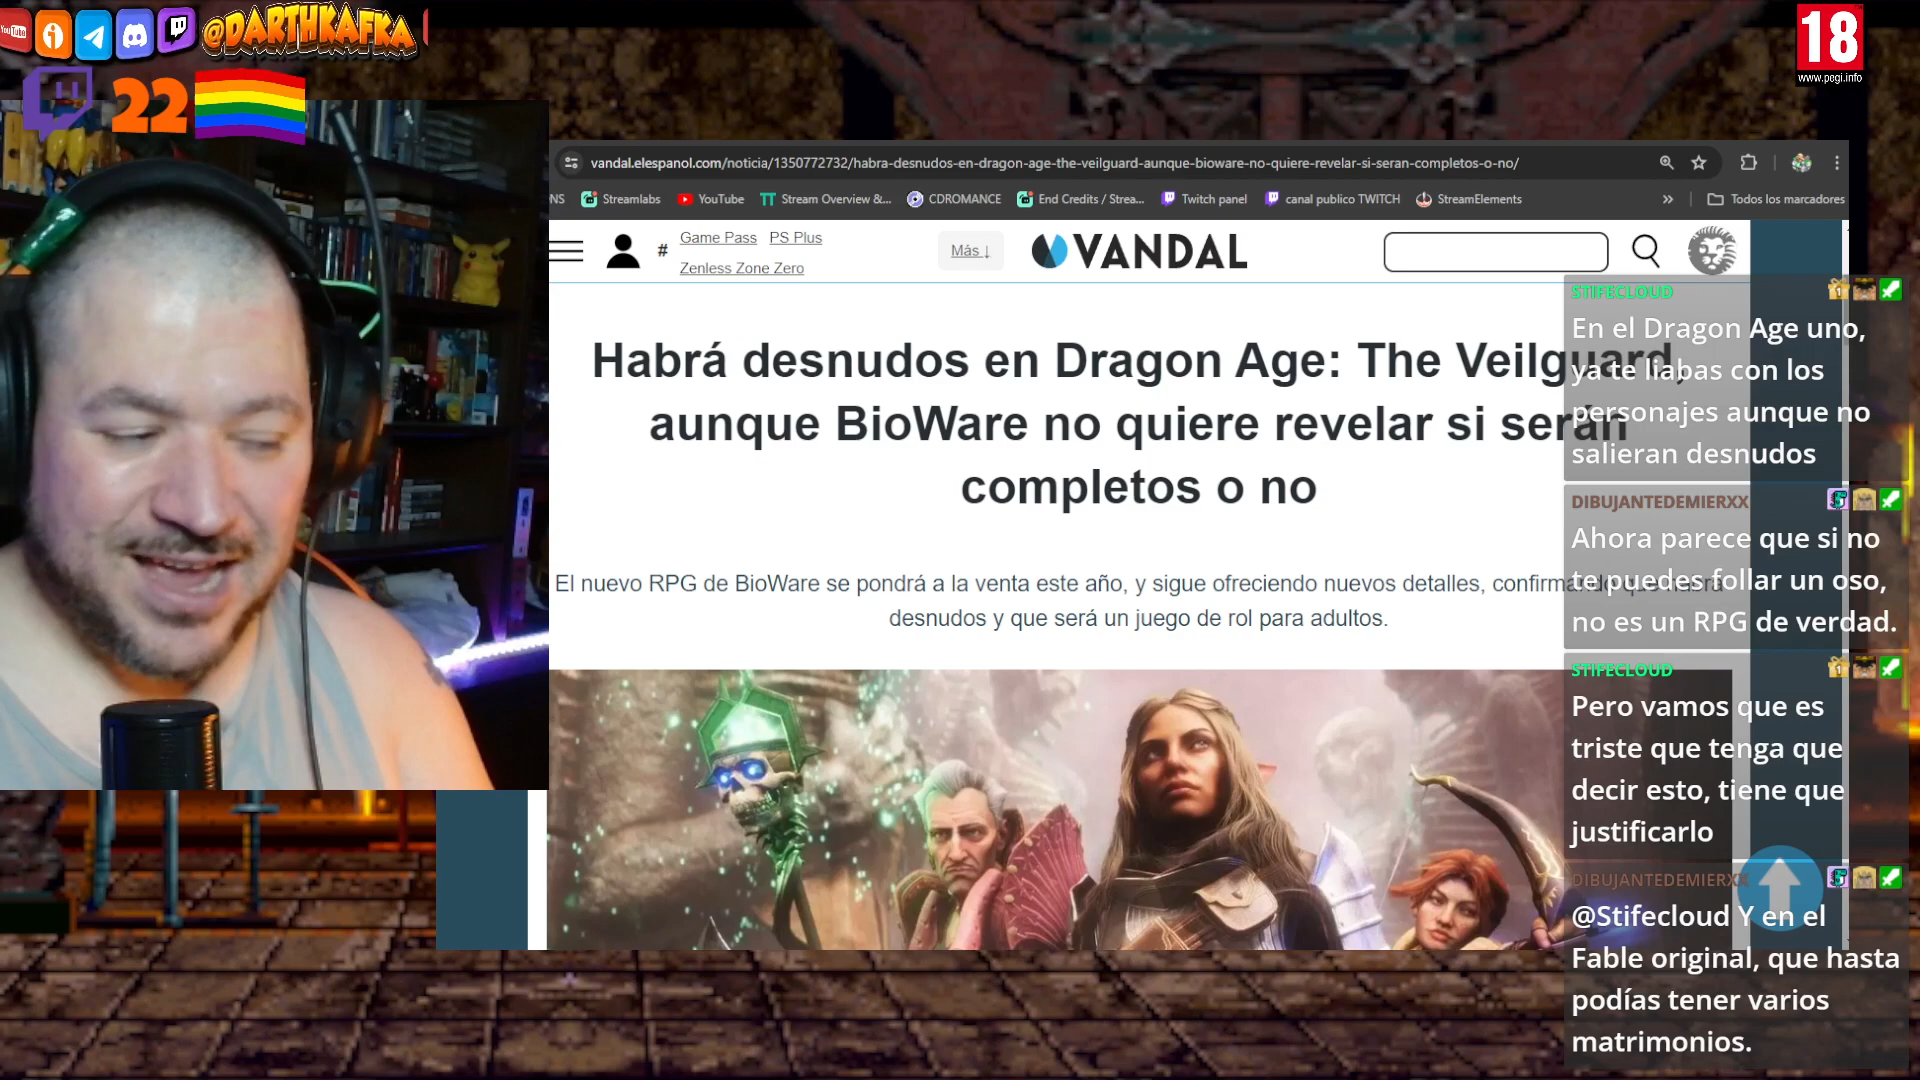 YouTube
@DARTHKAFKA
22
18
www.pegi.info
vandal.elespanol.com/noticia/1350772732/habra-desnudos-en-dragon-age-the-veilguard-aunque-bioware-no-quiere-revelar-si-seran-completos-o-no/
NS
Streamlabs
YouTube
Stream Overview &...
CDROMANCE
End Credits / Strea...
Twitch panel
canal publico TWITCH
StreamElements
»
Todos los marcadores
# Game Pass PS Plus
Zenless Zone Zero
Más ↓
VANDAL
Habrá desnudos en Dragon Age: The Veilguard,
aunque BioWare no quiere revelar si serán
completos o no
El nuevo RPG de BioWare se pondrá a la venta este año, y sigue ofreciendo nuevos detalles, confirmando que habrá
desnudos y que será un juego de rol para adultos.
STIFECLOUD
En el Dragon Age uno,
ya te liabas con los
personajes aunque no
salieran desnudos
DIBUJANTEDEMIERXX
Ahora parece que si no
te puedes follar un oso,
no es un RPG de verdad.
STIFECLOUD
Pero vamos que es
triste que tenga que
decir esto, tiene que
justificarlo
DIBUJANTEDEMIERXX
@Stifecloud Y en el
Fable original, que hasta
podías tener varios
matrimonios.